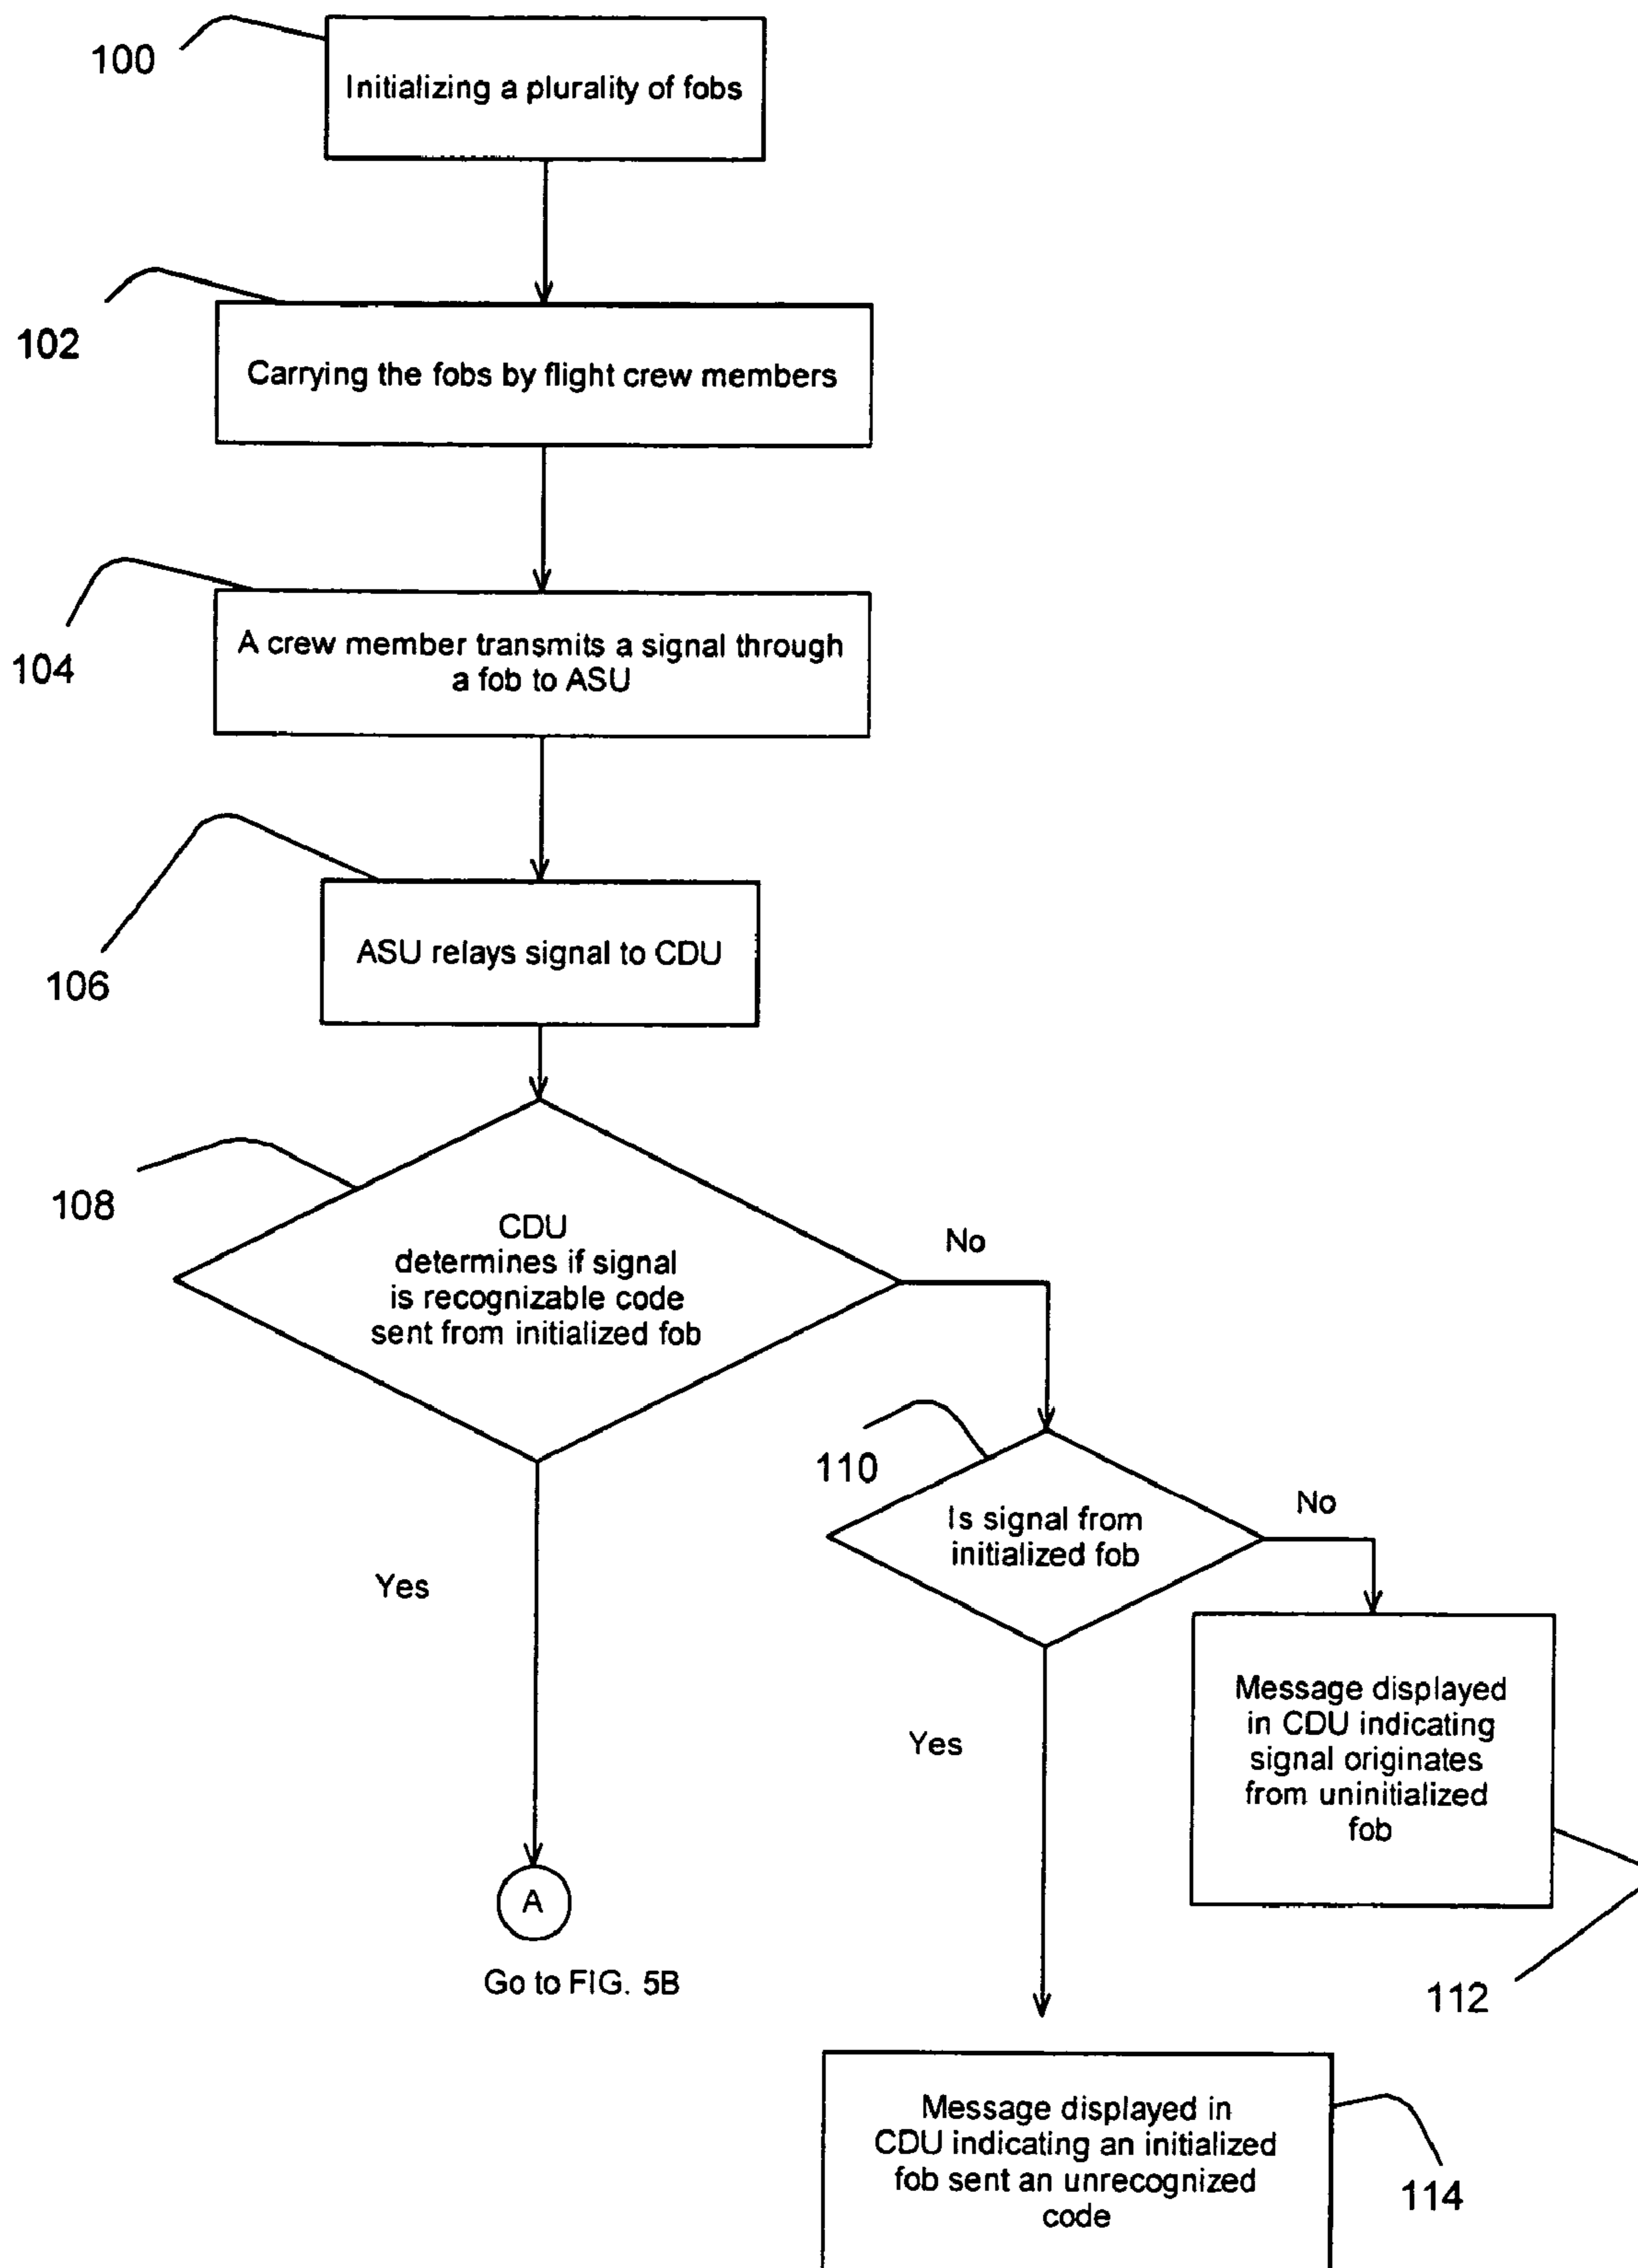 100
Initializing a plurality of fobs
102
Carrying the fobs by flight crew members
104
A crew member transmits a signal through
a fob to ASU
106
ASU relays signal to CDU
108
CDU
determines if signal
is recognizable code
sent from initialized fob
No
Yes
110
Is signal from
initialized fob
No
Yes
Message displayed
in CDU indicating
signal originates
from uninitialized
fob
112
A
Go to FIG. 5B
Message displayed in
CDU indicating an initialized
fob sent an unrecognized
code
114